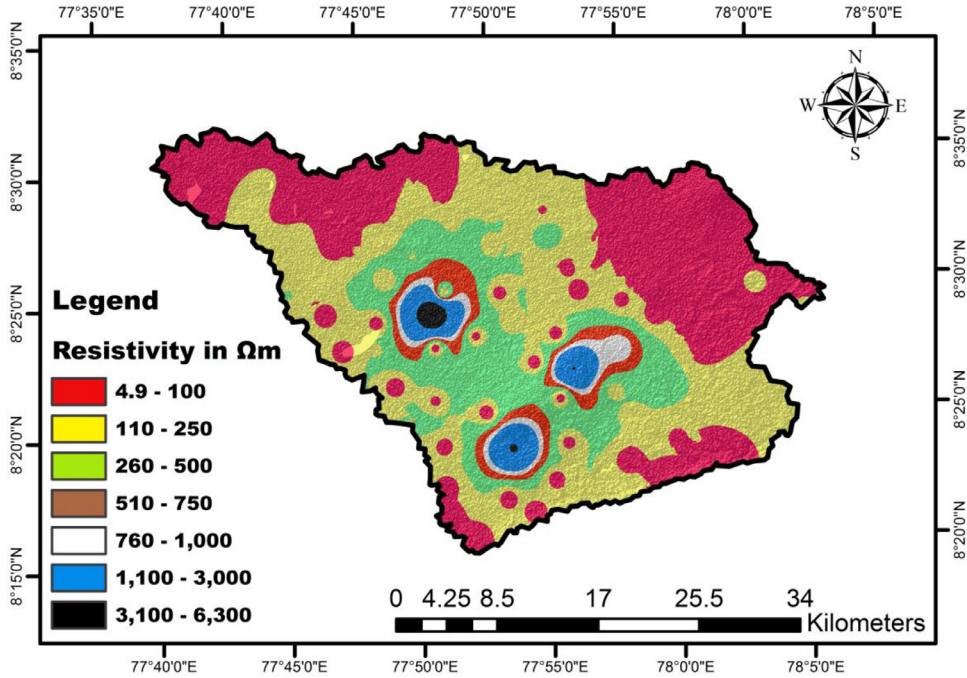 77°35'0"E 77°40'0"E 77°45'0"E 77°50'0"E 77°55'0"E 78°0'0"E 78°5'0"E
8°35'0"N
8°30'0"N
8°25'0"N
8°20'0"N
8°15'0"N
N
W E
S
8°35'0"N
8°30'0"N
8°25'0"N
8°20'0"N
Legend
Resistivity in Ωm
4.9 - 100
110 - 250
260 - 500
510 - 750
760 - 1,000
1,100 - 3,000
3,100 - 6,300
0 4.25 8.5 17 25.5 34
Kilometers
77°40'0"E 77°45'0"E 77°50'0"E 77°55'0"E 78°0'0"E 78°5'0"E